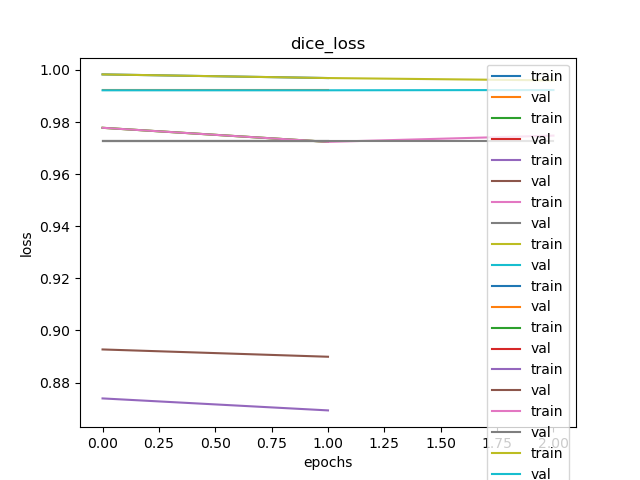 dice_loss
loss
1.00
0.98
0.96
0.94
0.92
0.90
0.88
0.00 0.25 0.50 0.75 1.00 1.25 1.50 1.75 2.00
epochs
train
val
train
val
train
val
train
val
train
val
train
val
train
val
train
val
train
val
train
val